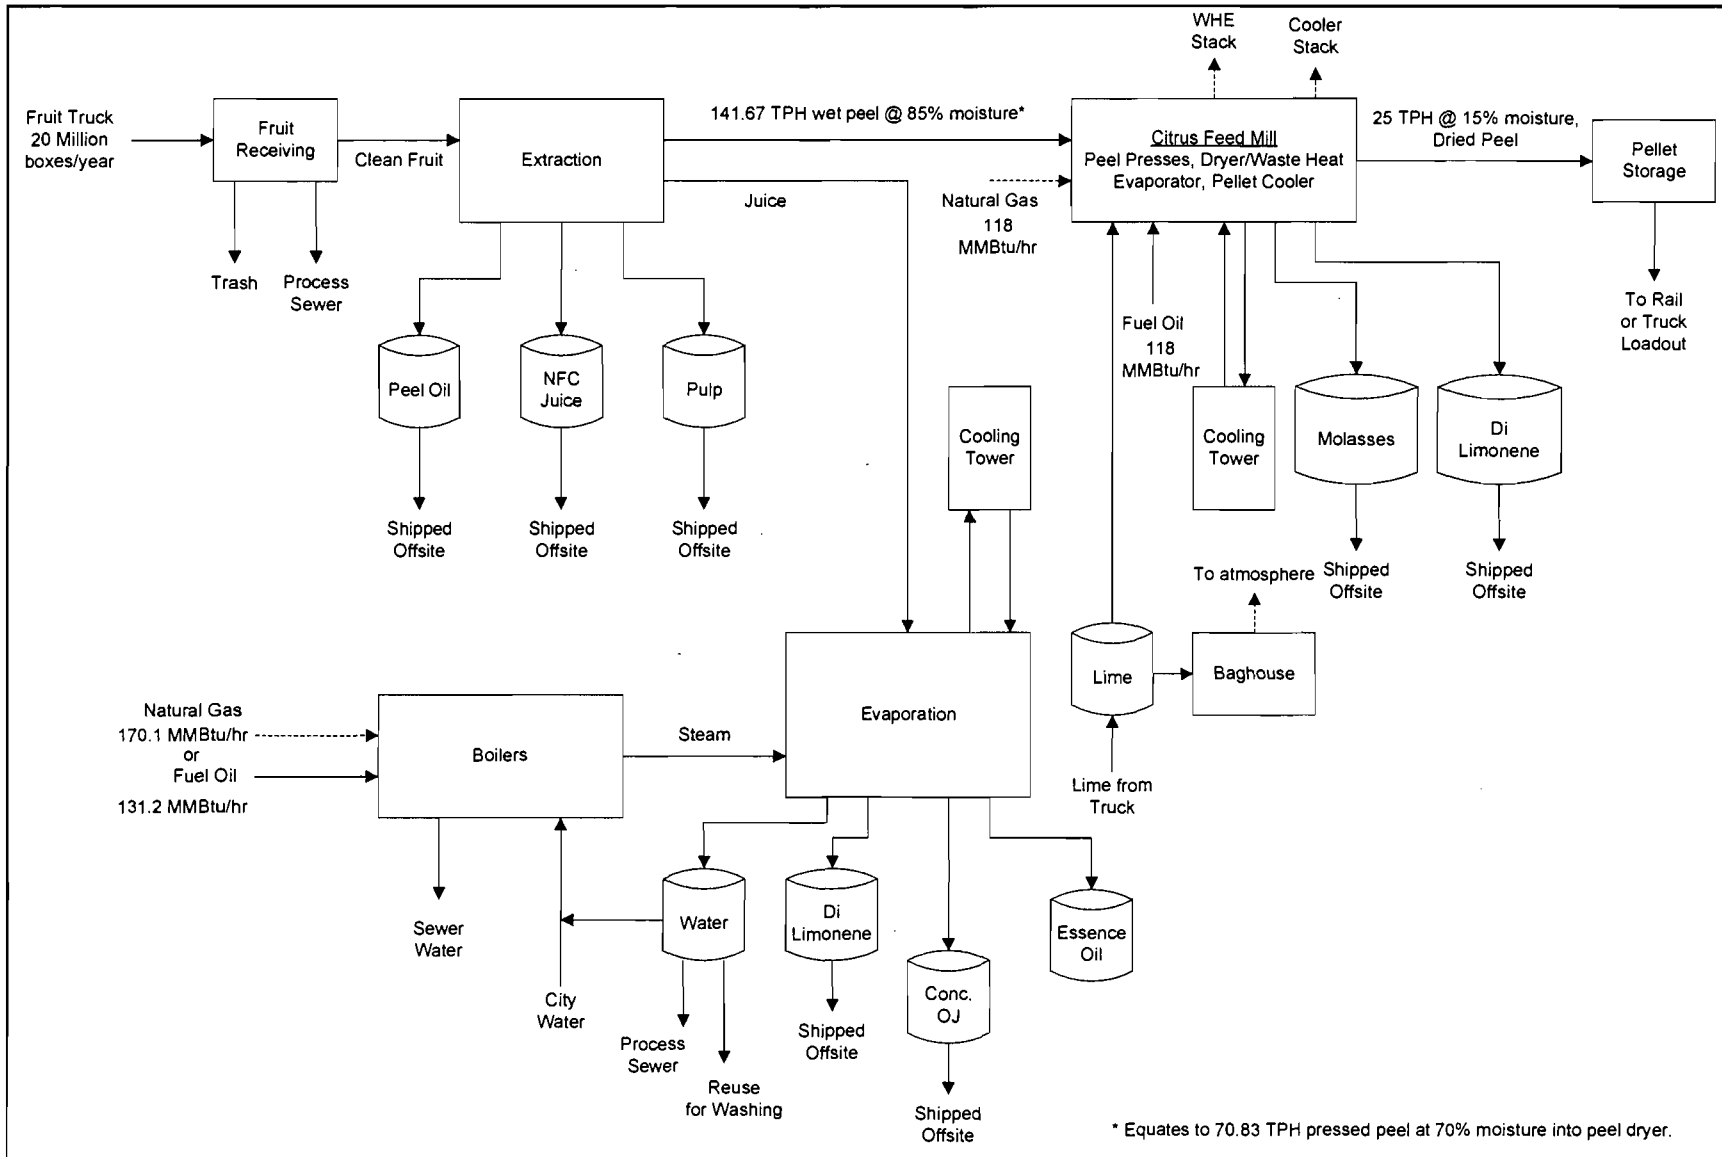 WHE
Stack
Cooler
Stack
Fruit Truck
20 Million
boxes/year
Fruit
Receiving
Clean Fruit
Extraction
141.67 TPH wet peel @ 85% moisture*
Juice
Citrus Feed Mill
Peel Presses, Dryer/Waste Heat
Evaporator, Pellet Cooler
25 TPH @ 15% moisture,
Dried Peel
Pellet
Storage
Natural Gas
118
MMBtu/hr
Trash
Process
Sewer
To Rail
or Truck
Loadout
Fuel Oil
118
MMBtu/hr
Peel Oil
NFC
Juice
Pulp
Cooling
Tower
Cooling
Tower
Molasses
Di
Limonene
Shipped
Offsite
Shipped
Offsite
Shipped
Offsite
To atmosphere
Shipped
Offsite
Shipped
Offsite
Lime
Baghouse
Lime from
Truck
Natural Gas
170.1 MMBtu/hr
or
Fuel Oil
131.2 MMBtu/hr
Boilers
Steam
Evaporation
Sewer
Water
City
Water
Water
Di
Limonene
Conc.
OJ
Essence
Oil
Process
Sewer
Reuse
for Washing
Shipped
Offsite
Shipped
Offsite
* Equates to 70.83 TPH pressed peel at 70% moisture into peel dryer.